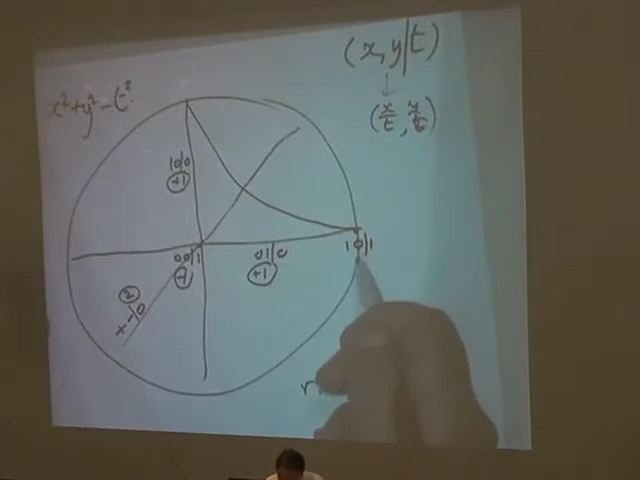 (x, y | t)
x² + y² - t²
↓
(x/t, y/t)
1 0 | 0
+1
1 0 | 1
0 0 | 1
-1
0 1 | 0
+1
2
+ - | 0
r